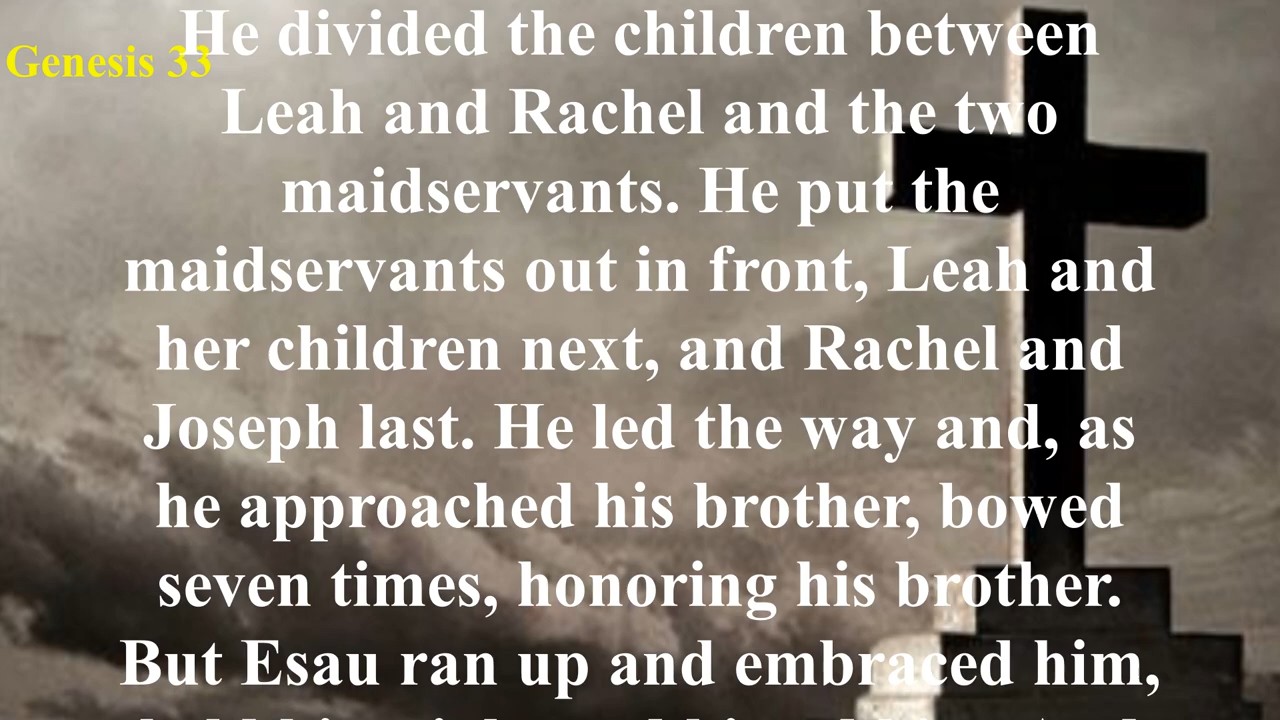 Genesis 33
He divided the children between
Leah and Rachel and the two
maidservants. He put the
maidservants out in front, Leah and
her children next, and Rachel and
Joseph last. He led the way and, as
he approached his brother, bowed
seven times, honoring his brother.
But Esau ran up and embraced him,